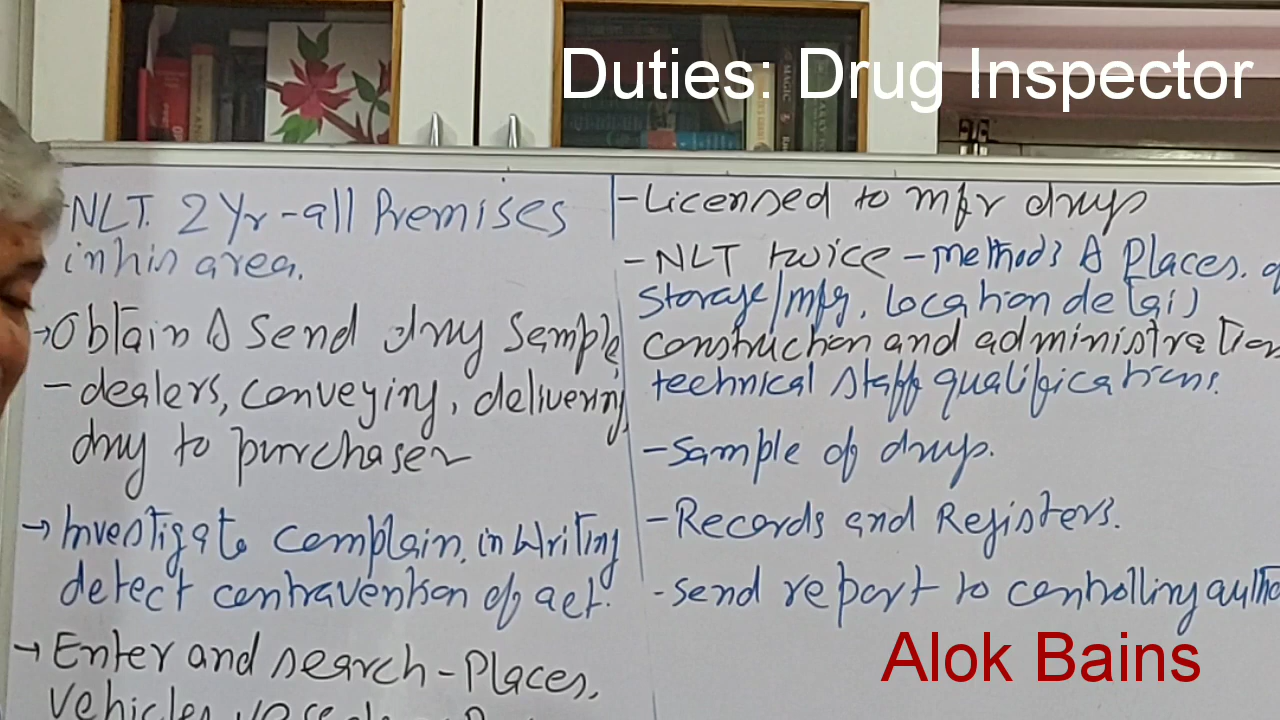 Duties: Drug Inspector
NLT. 2 Yr - all Premises
in his area.
→ Obtain & Send drug Sample
- dealers, conveying, delivering
drug to purchaser
→ Investigate complain. in writing
detect contravention of act.
→ Enter and search - Places,
vehicles
- Licensed to mfr drugs
- NLT twice - methods & Places. of
Storage/mfg. location detail
construction and administration
technical staff qualifications.
- Sample of drugs.
- Records and Registers.
- send report to controlling autho
Alok Bains
MAGIC